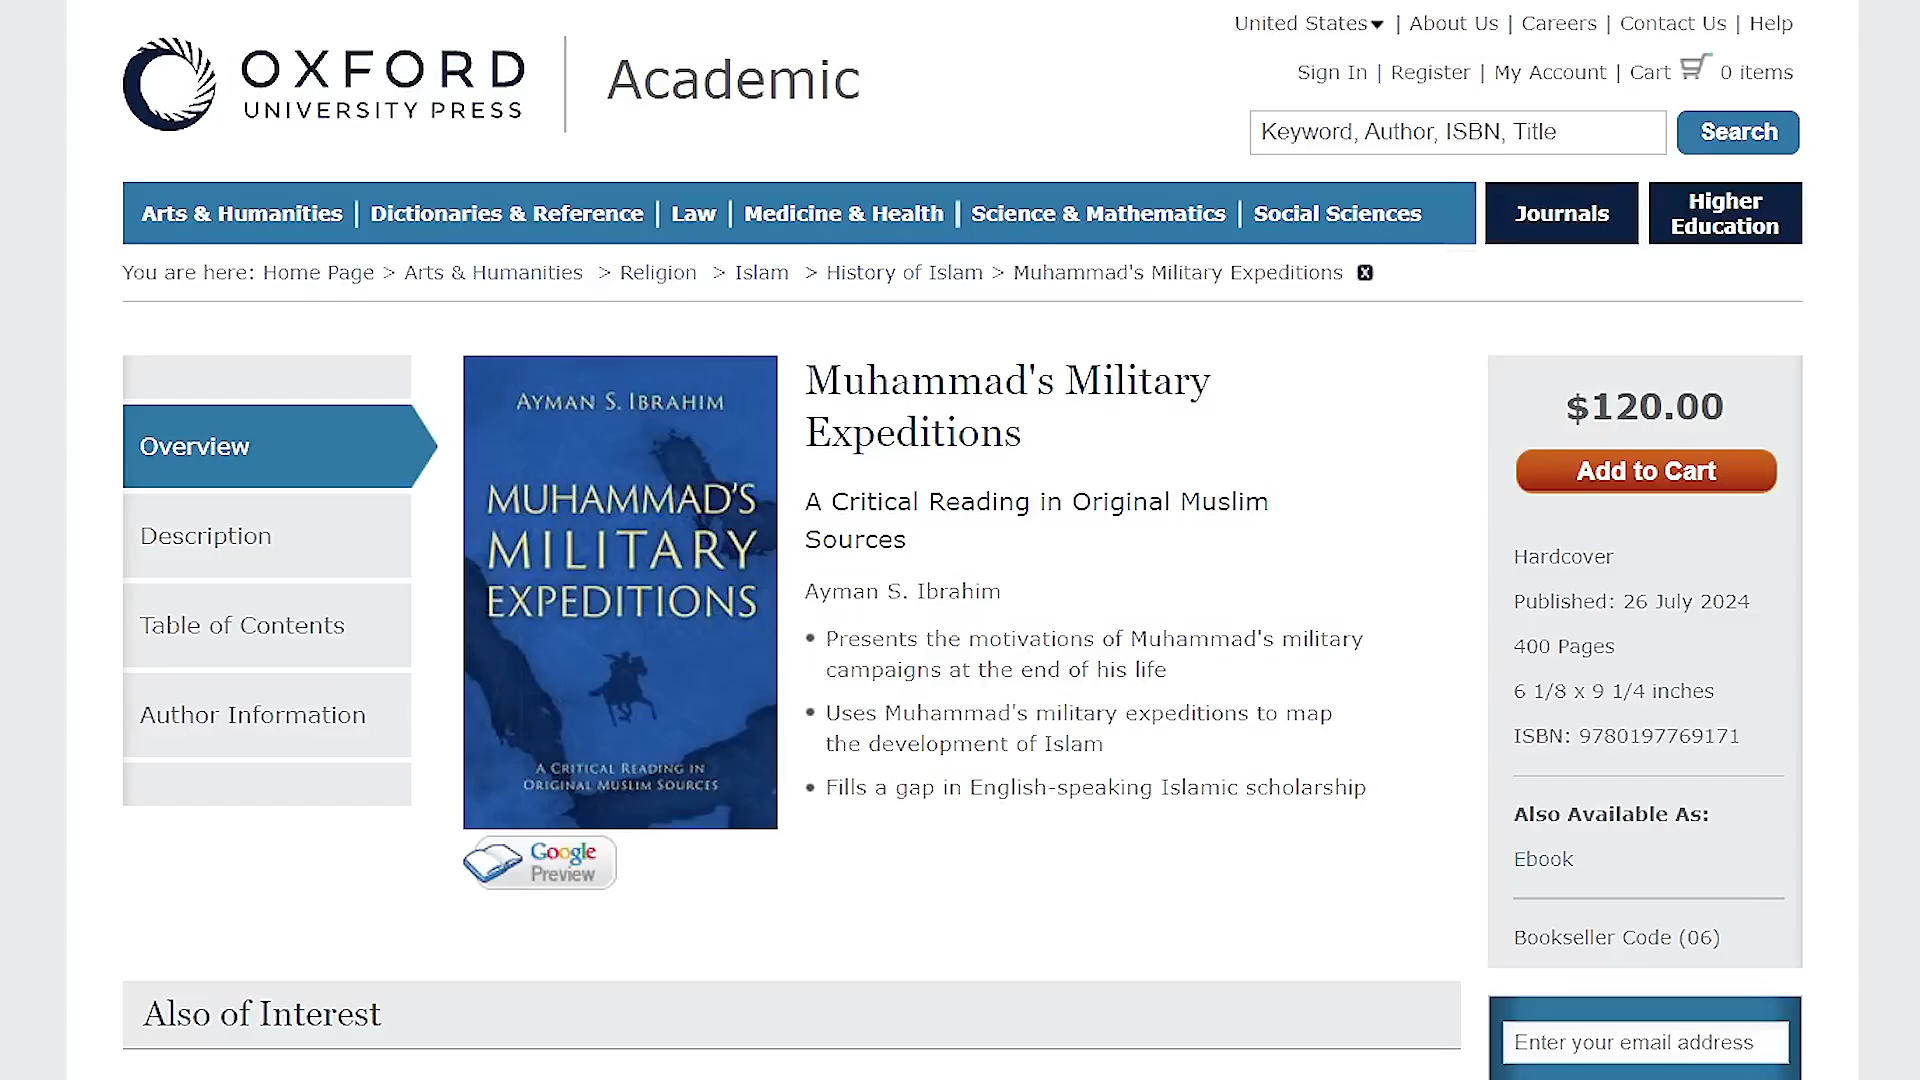 United States | About Us | Careers | Contact Us | Help
OXFORD
UNIVERSITY PRESS
Academic
Sign In | Register | My Account | Cart 0 items
Keyword, Author, ISBN, Title
Search
Arts & Humanities | Dictionaries & Reference | Law | Medicine & Health | Science & Mathematics | Social Sciences
Journals
Higher
Education
You are here: Home Page > Arts & Humanities > Religion > Islam > History of Islam > Muhammad's Military Expeditions
Overview
Description
Table of Contents
Author Information
AYMAN S. IBRAHIM
MUHAMMAD'S
MILITARY
EXPEDITIONS
A CRITICAL READING IN
ORIGINAL MUSLIM SOURCES
Google
Preview
Muhammad's Military
Expeditions
A Critical Reading in Original Muslim
Sources
Ayman S. Ibrahim
• Presents the motivations of Muhammad's military
campaigns at the end of his life
• Uses Muhammad's military expeditions to map
the development of Islam
• Fills a gap in English-speaking Islamic scholarship
$120.00
Add to Cart
Hardcover
Published: 26 July 2024
400 Pages
6 1/8 x 9 1/4 inches
ISBN: 9780197769171
Also Available As:
Ebook
Bookseller Code (06)
Also of Interest
Enter your email address